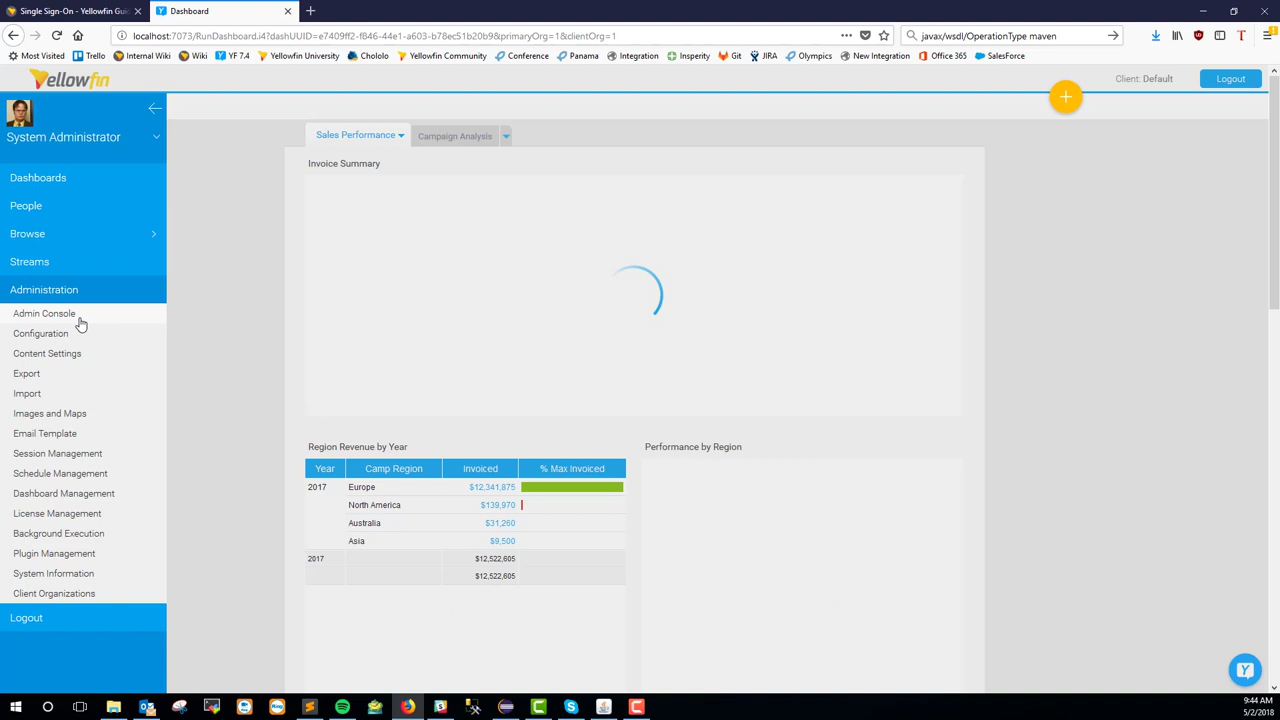 Single Sign-On - Yellowfin Gui
Dashboard
localhost:7073/RunDashboard.i4?dashUUID=e7409ff2-f846-44e1-a603-b78ec51b20b9&primaryOrg=1&clientOrg=1
javax/wsdl/OperationType maven
Most Visited
Trello
Internal Wiki
Wiki
YF 7.4
Yellowfin University
Chololo
Yellowfin Community
Conference
Panama
Integration
Insperity
Git
JIRA
Olympics
New Integration
Office 365
SalesForce
Yellowfin
Client: Default
Logout
System Administrator
Dashboards
People
Browse
Streams
Administration
Admin Console
Configuration
Content Settings
Export
Import
Images and Maps
Email Template
Session Management
Schedule Management
Dashboard Management
License Management
Background Execution
Plugin Management
System Information
Client Organizations
Logout
Sales Performance
Campaign Analysis
Invoice Summary
Region Revenue by Year
Performance by Region
Year Camp Region Invoiced % Max Invoiced
2017 Europe $12,341,875
North America $139,970
Australia $31,260
Asia $9,500
2017 $12,522,605
$12,522,605
9:44 AM
5/2/2018